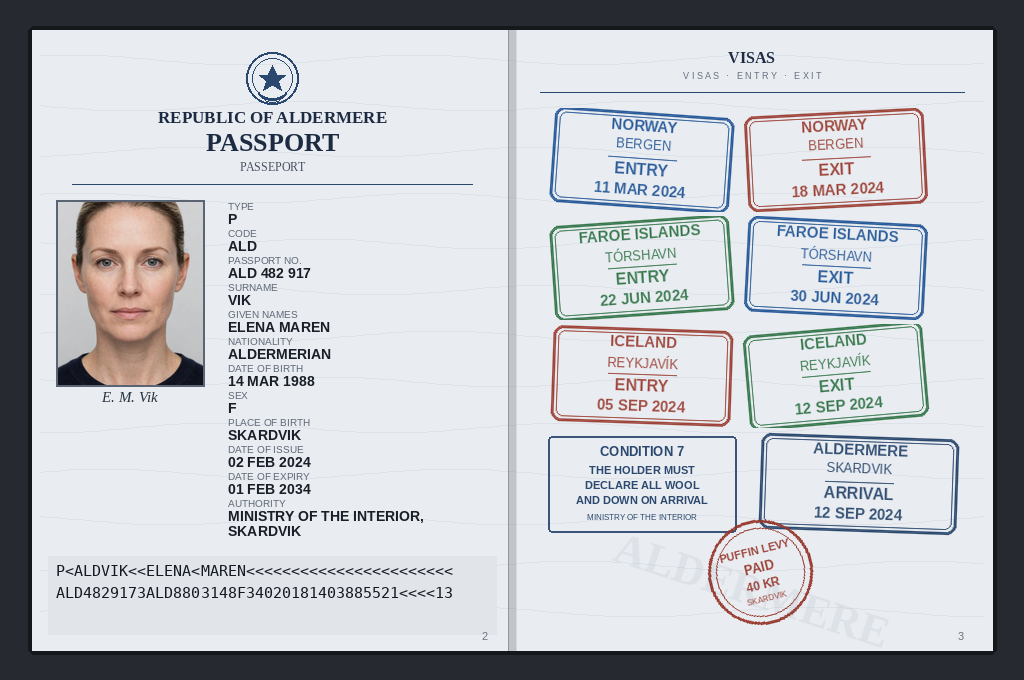 REPUBLIC OF ALDERMERE
PASSPORT
PASSEPORT
TYPE
P
CODE
ALD
PASSPORT NO.
ALD 482 917
SURNAME
VIK
GIVEN NAMES
ELENA MAREN
NATIONALITY
ALDERMERIAN
DATE OF BIRTH
14 MAR 1988
SEX
F
PLACE OF BIRTH
SKARDVIK
DATE OF ISSUE
02 FEB 2024
DATE OF EXPIRY
01 FEB 2034
AUTHORITY
MINISTRY OF THE INTERIOR,
SKARDVIK
E. M. Vik
P<ALDVIK<<ELENA<MAREN<<<<<<<<<<<<<<<<<<<<<<<
ALD4829173ALD8803148F34020181403885521<<<<13
2
VISAS
VISAS · ENTRY · EXIT
NORWAY
BERGEN
ENTRY
11 MAR 2024
NORWAY
BERGEN
EXIT
18 MAR 2024
FAROE ISLANDS
TÓRSHAVN
ENTRY
22 JUN 2024
FAROE ISLANDS
TÓRSHAVN
EXIT
30 JUN 2024
ICELAND
REYKJAVÍK
ENTRY
05 SEP 2024
ICELAND
REYKJAVÍK
EXIT
12 SEP 2024
CONDITION 7
THE HOLDER MUST
DECLARE ALL WOOL
AND DOWN ON ARRIVAL
MINISTRY OF THE INTERIOR
ALDERMERE
SKARDVIK
ARRIVAL
12 SEP 2024
PUFFIN LEVY
PAID
40 KR
SKARDVIK
ALDERMERE
3